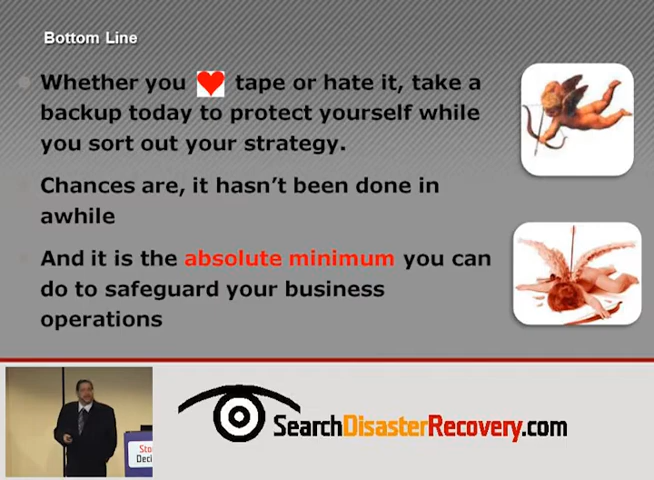 Bottom Line
Whether you tape or hate it, take a
backup today to protect yourself while
you sort out your strategy.
Chances are, it hasn't been done in
awhile
And it is the absolute minimum you can
do to safeguard your business
operations
SearchDisasterRecovery.com